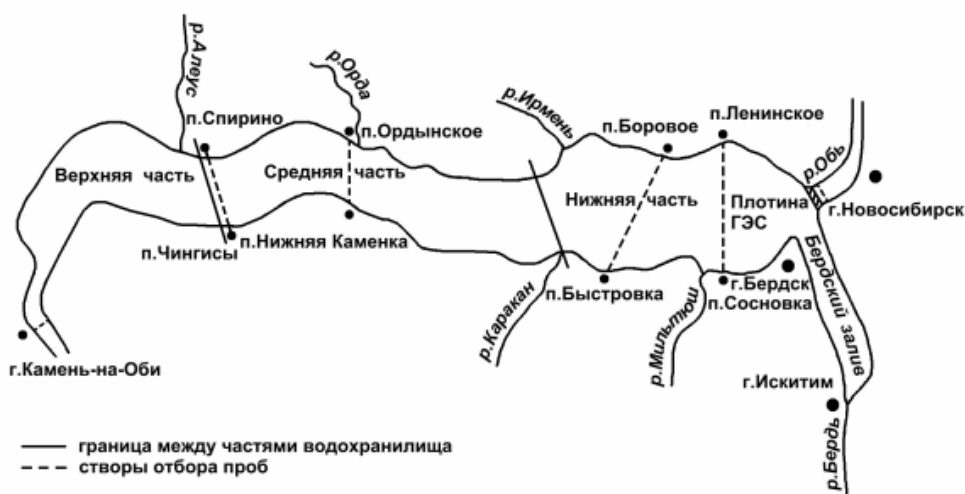 р.Алеус
р.Орда
п.Спирино
п.Ордынское
р.Ирмень
п.Боровое
п.Ленинское
р.Обь
Верхняя часть
Средняя часть
Нижняя часть
Плотина
ГЭС
г.Новосибирск
п.Чингисы
п.Нижняя Каменка
п.Быстровка
г.Бердск
п.Сосновка
Бердский залив
р.Каракан
р.Мильтюш
г.Камень-на-Оби
г.Искитим
р.Бердь
граница между частями водохранилища
створы отбора проб